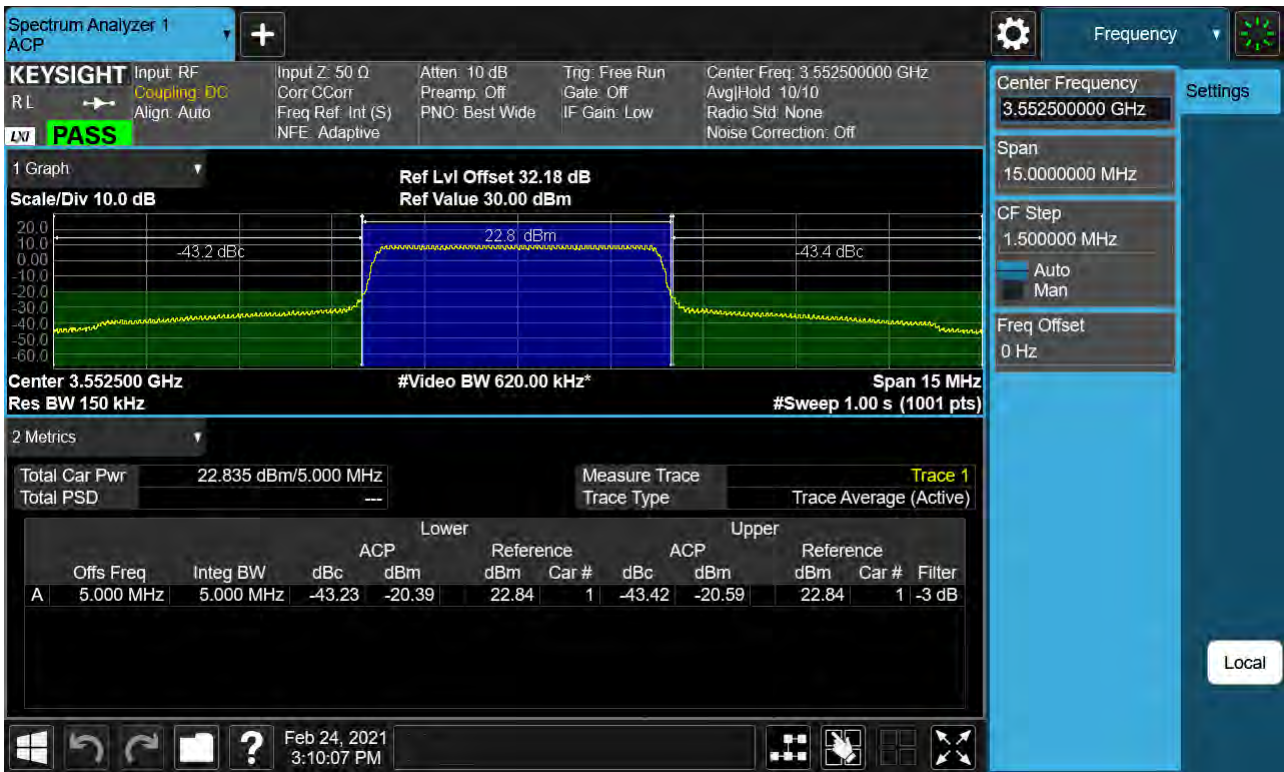 Spectrum Analyzer 1
ACP
+
Frequency
KEYSIGHT Input: RF Input Z: 50 Ω Atten: 10 dB Trig: Free Run Center Freq: 3.552500000 GHz
R L Coupling: DC Corr CCorr Preamp: Off Gate: Off Avg|Hold: 10/10
Align: Auto Freq Ref: Int (S) PNO: Best Wide IF Gain: Low Radio Std: None
LXI PASS NFE: Adaptive Noise Correction: Off
Center Frequency
3.552500000 GHz
Settings
Span
15.0000000 MHz
CF Step
1.500000 MHz
Auto
Man
Freq Offset
0 Hz
Local
1 Graph
Ref Lvl Offset 32.18 dB
Scale/Div 10.0 dB Ref Value 30.00 dBm
20.0
10.0
0.00
-10.0
-20.0
-30.0
-40.0
-50.0
-60.0
-43.2 dBc 22.8 dBm -43.4 dBc
Center 3.552500 GHz #Video BW 620.00 kHz* Span 15 MHz
Res BW 150 kHz #Sweep 1.00 s (1001 pts)
2 Metrics
Total Car Pwr 22.835 dBm/5.000 MHz Measure Trace Trace 1
Total PSD --- Trace Type Trace Average (Active)
Lower Upper
ACP Reference ACP Reference
Offs Freq Integ BW dBc dBm dBm Car # dBc dBm dBm Car # Filter
A 5.000 MHz 5.000 MHz -43.23 -20.39 22.84 1 -43.42 -20.59 22.84 1 -3 dB
?
Feb 24, 2021
3:10:07 PM